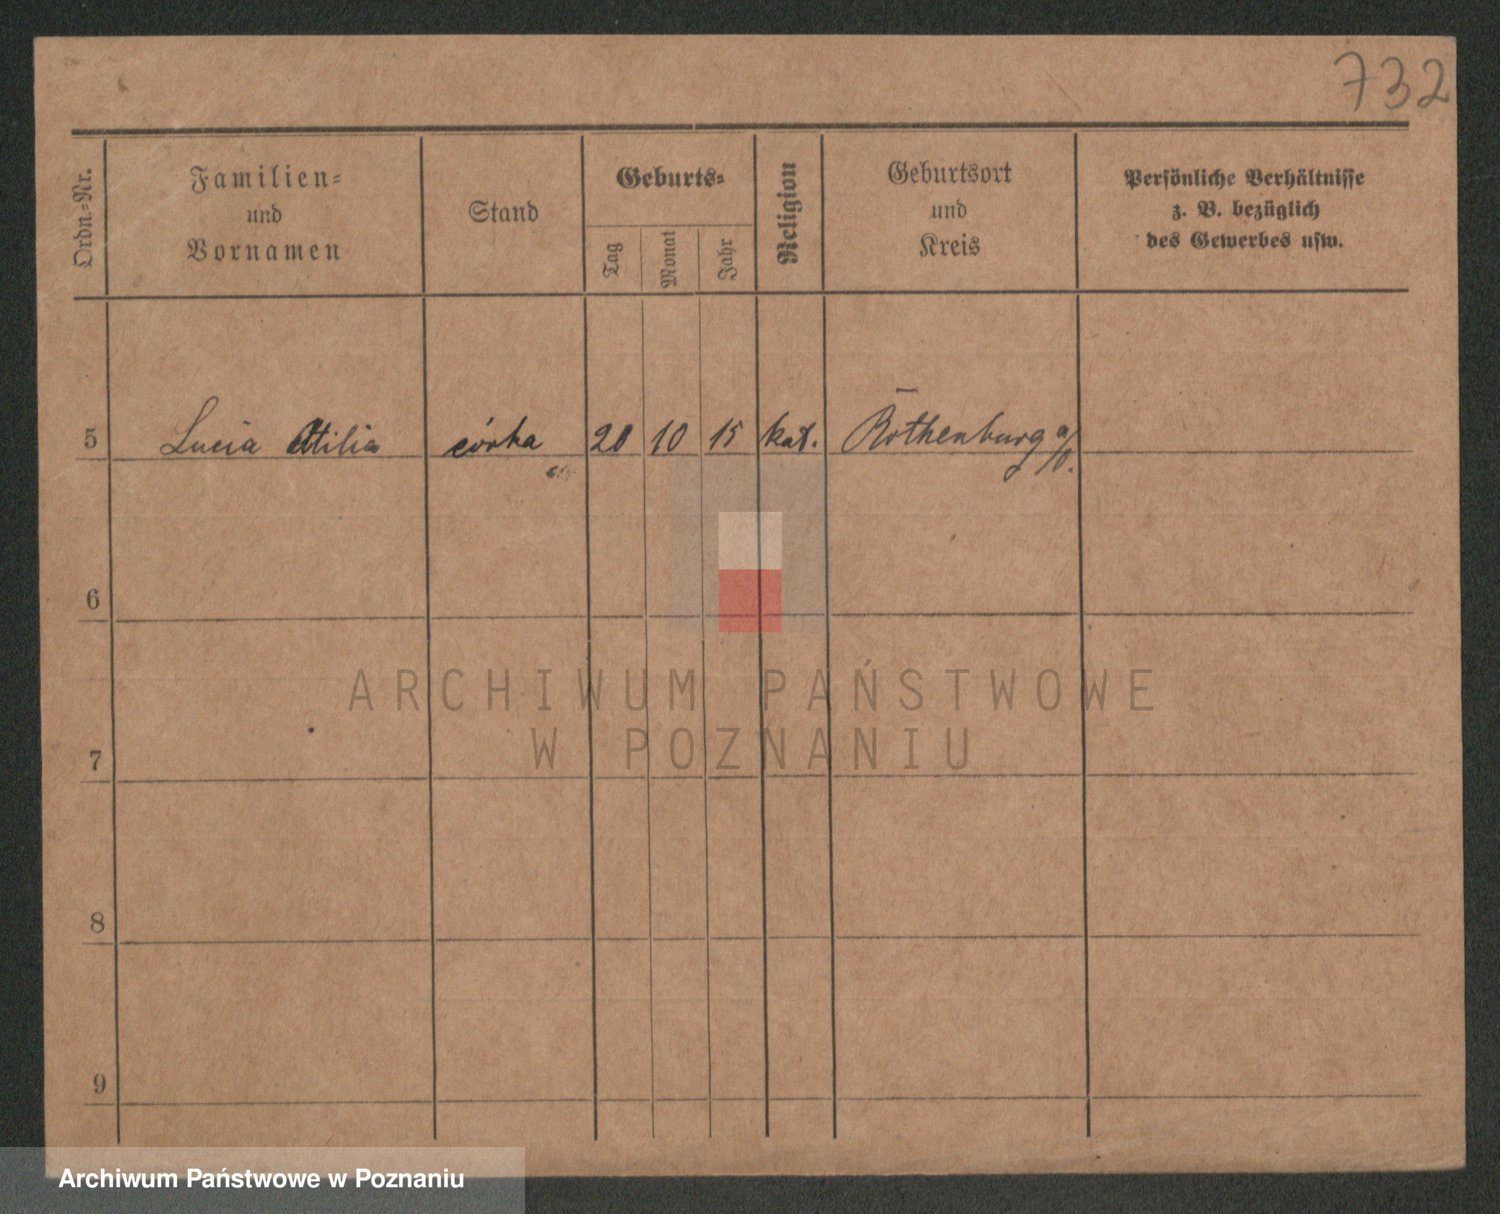 732
Ordn.-Nr.
Familien-
und
Vornamen
Stand
Geburts-
Tag
Monat
Jahr
Religion
Geburtsort
und
Kreis
Persönliche Verhältnisse
z. B. bezüglich
des Gewerbes usw.
5 Lucia Otilia córka 20 10 15 kat. Rothenburg a/O.
6
7
8
9
ARCHIWUM PAŃSTWOWE
W POZNANIU
Archiwum Państwowe w Poznaniu